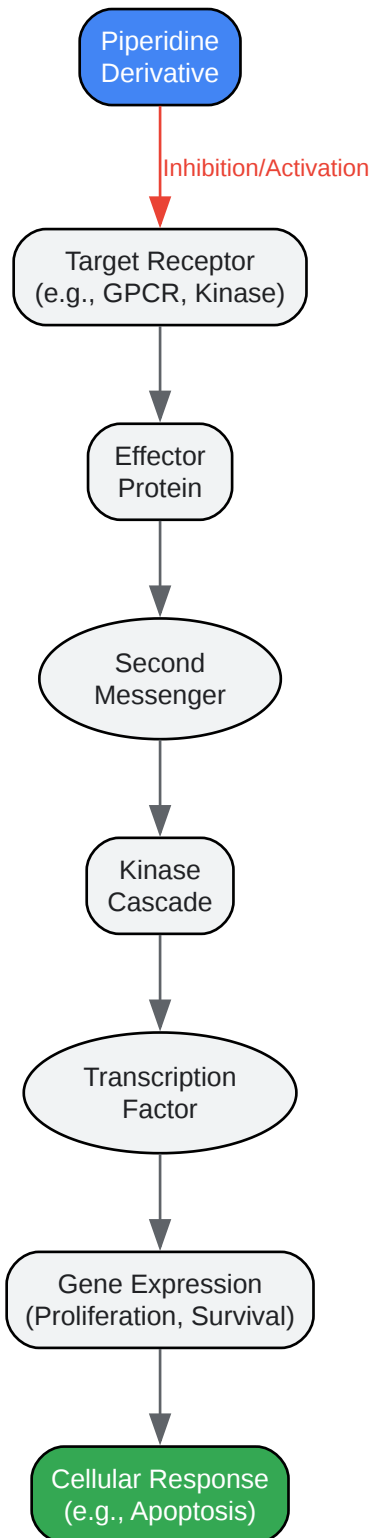 Piperidine
Derivative
Inhibition/Activation
Target Receptor
(e.g., GPCR, Kinase)
Effector
Protein
Second
Messenger
Kinase
Cascade
Transcription
Factor
Gene Expression
(Proliferation, Survival)
Cellular Response
(e.g., Apoptosis)